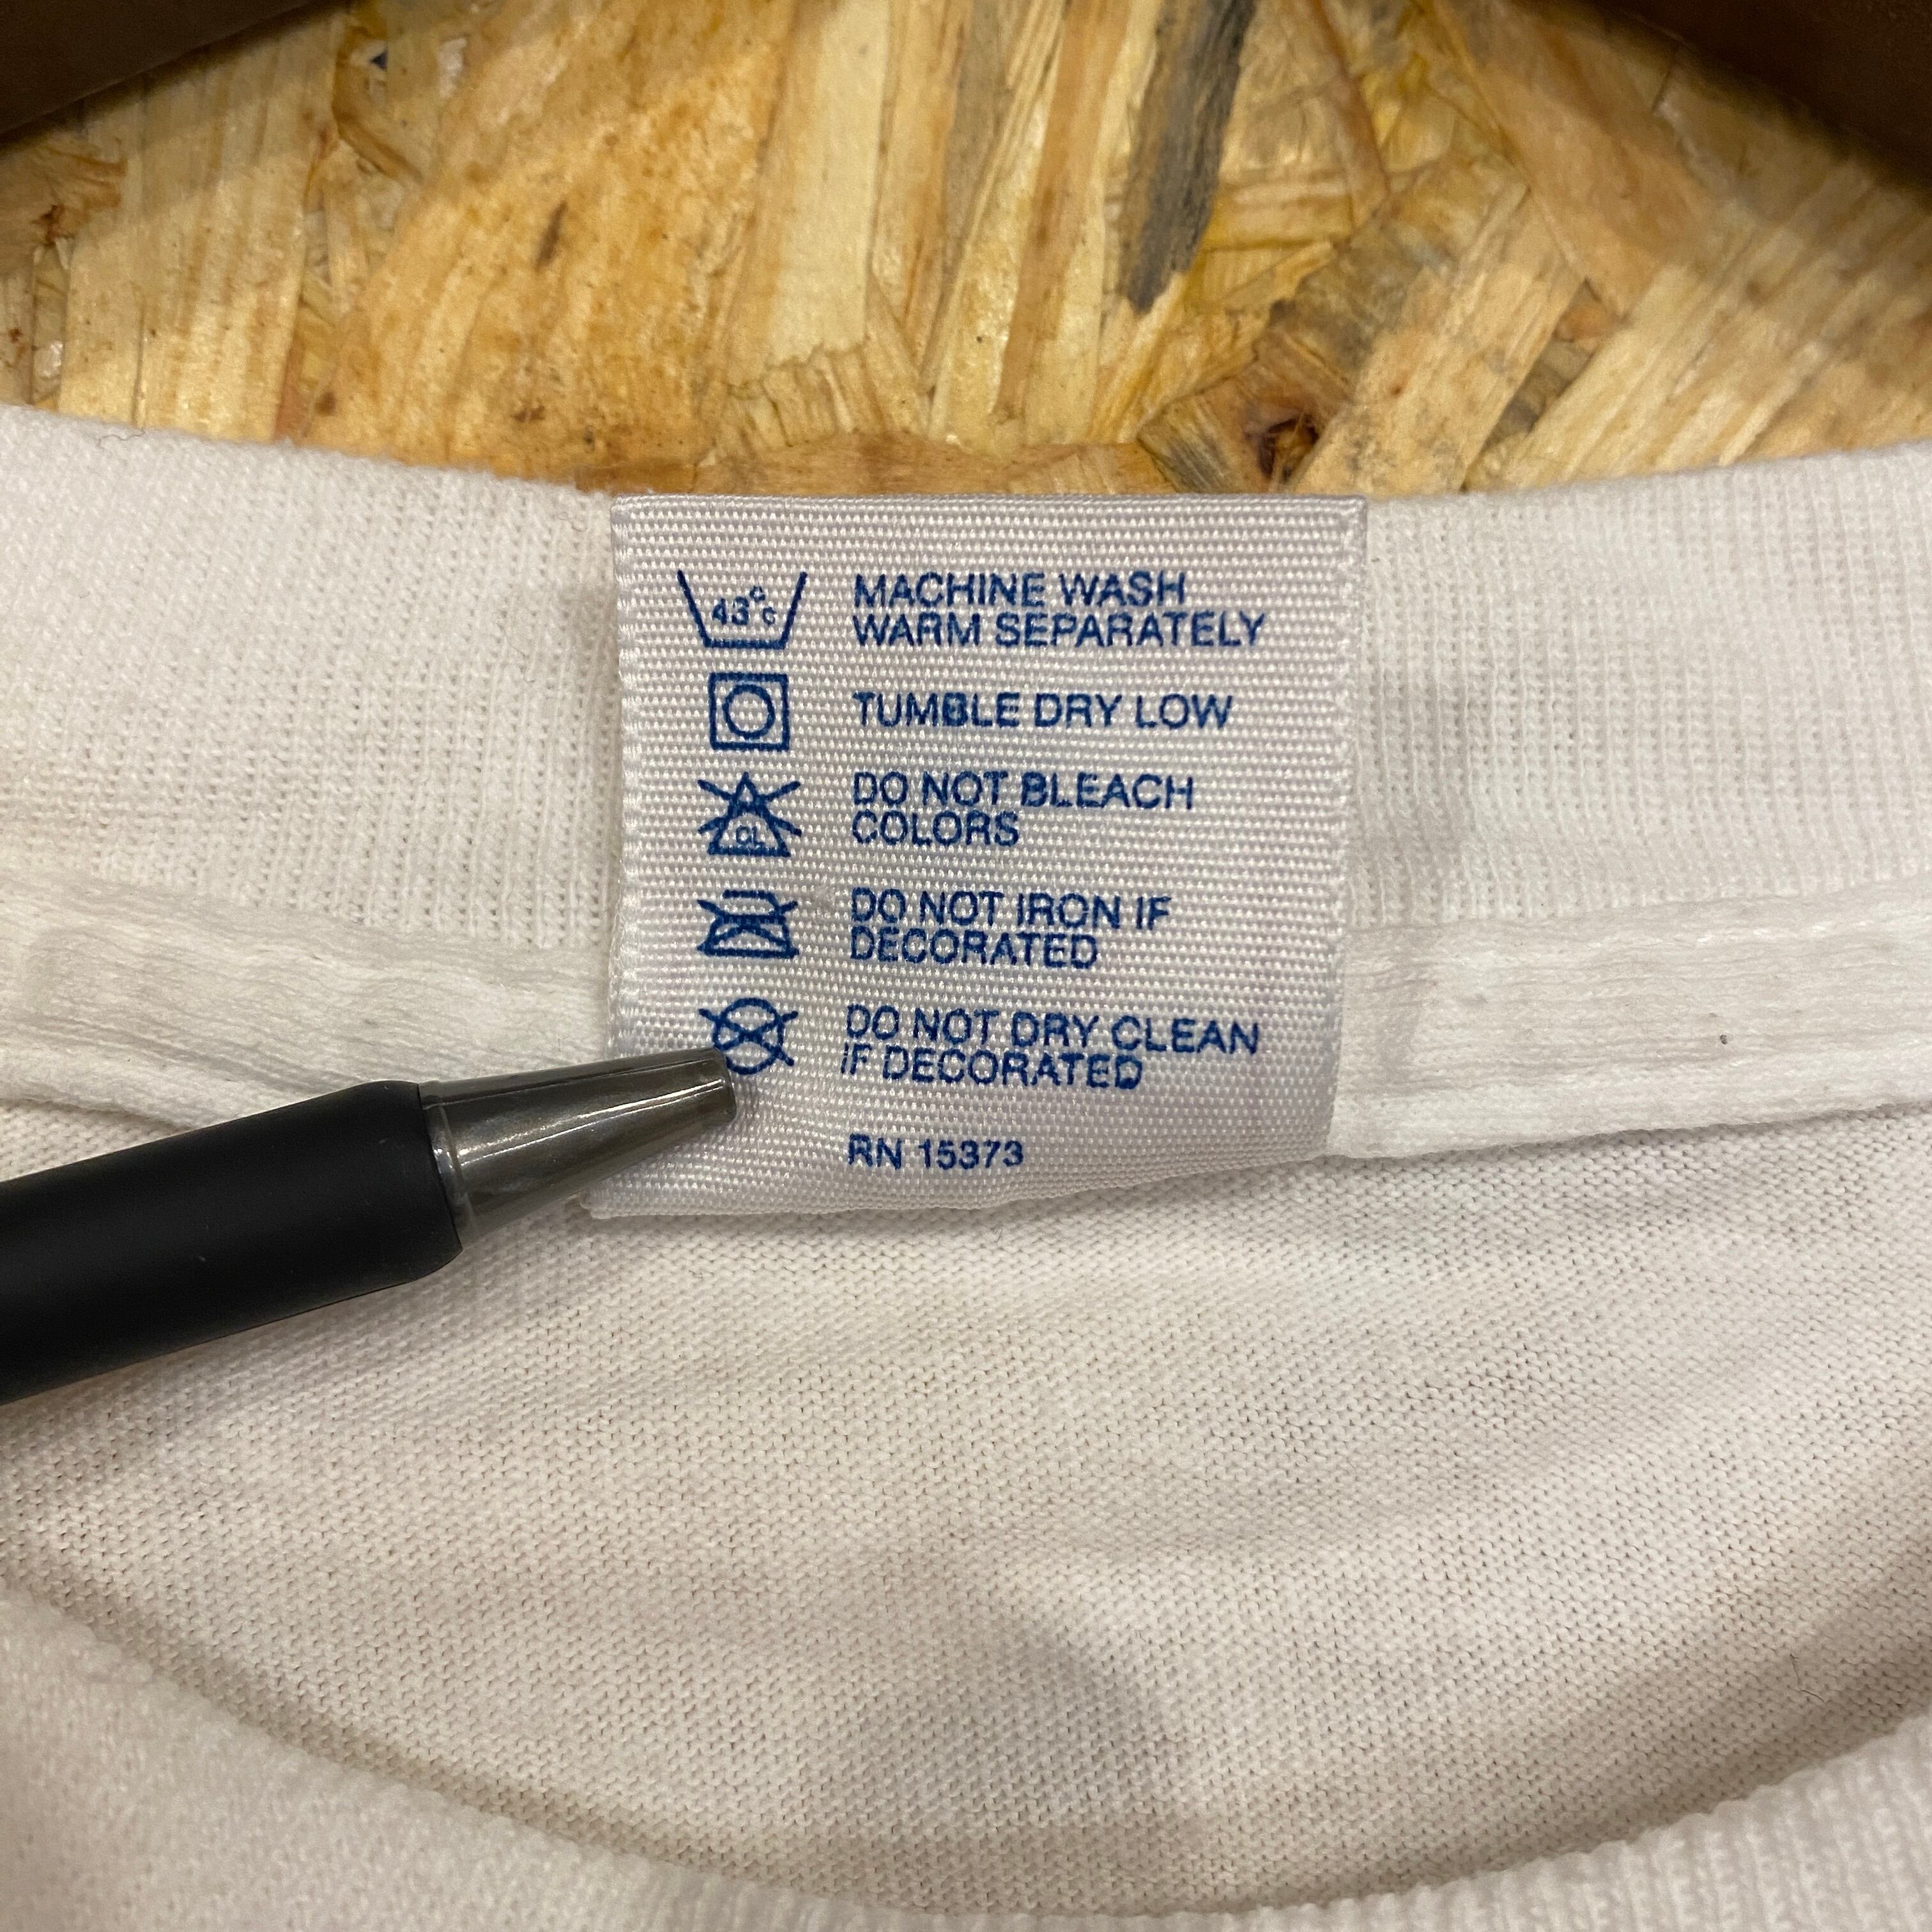 43°C
MACHINE WASH
WARM SEPARATELY
TUMBLE DRY LOW
CL
DO NOT BLEACH
COLORS
DO NOT IRON IF
DECORATED
DO NOT DRY CLEAN
IF DECORATED
RN 15373